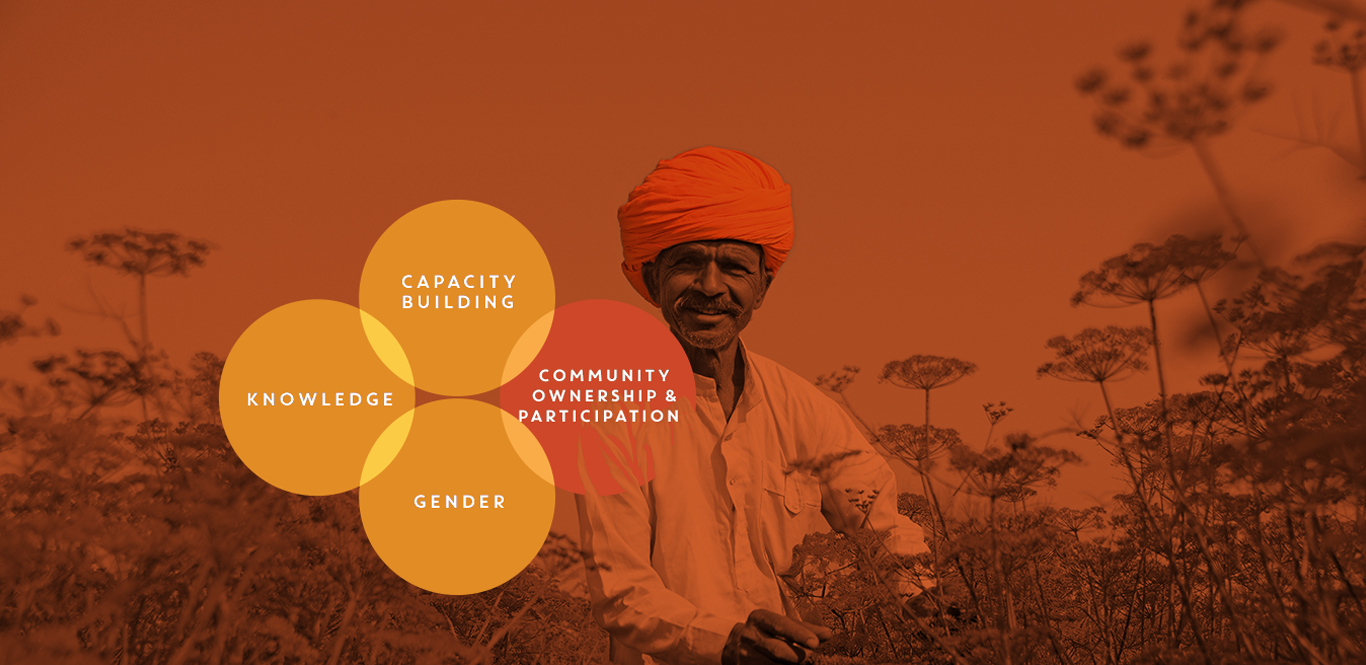 CAPACITY
BUILDING
KNOWLEDGE
COMMUNITY
OWNERSHIP &
PARTICIPATION
GENDER